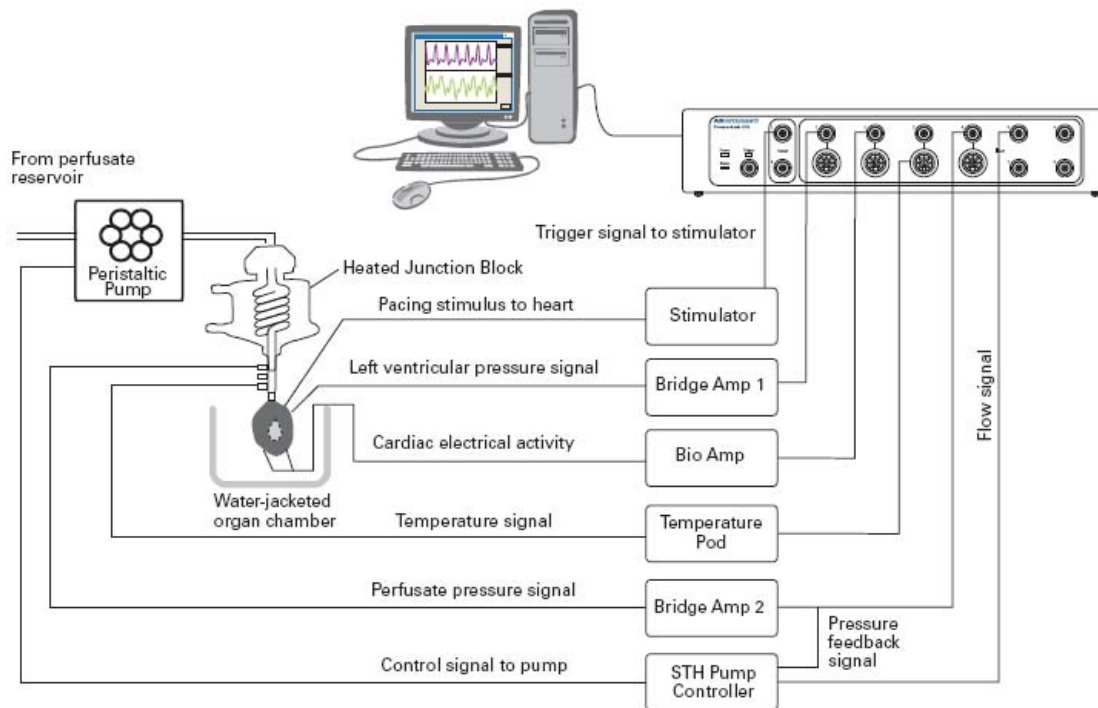 From perfusate
reservoir
Peristaltic
Pump
Heated Junction Block
Trigger signal to stimulator
Pacing stimulus to heart
Stimulator
Left ventricular pressure signal
Bridge Amp 1
Flow signal
Cardiac electrical activity
Bio Amp
Water-jacketed
organ chamber
Temperature signal
Temperature
Pod
Perfusate pressure signal
Bridge Amp 2
Pressure
feedback
signal
Control signal to pump
STH Pump
Controller